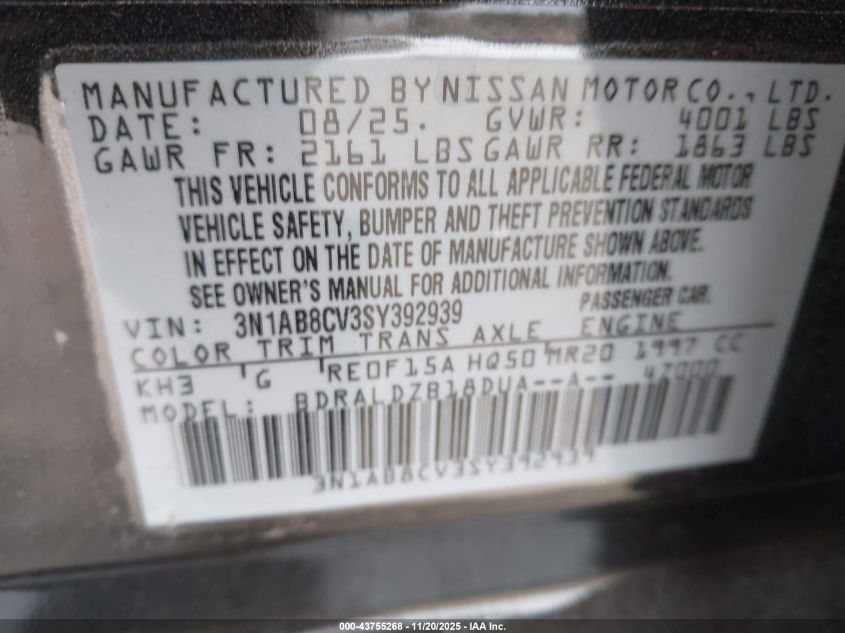 MANUFACTURED BY NISSAN MOTOR CO., LTD.
DATE: 08/25. GVWR: 4001 LBS
GAWR FR: 2161 LBS GAWR RR: 1863 LBS
THIS VEHICLE CONFORMS TO ALL APPLICABLE FEDERAL MOTOR
VEHICLE SAFETY, BUMPER AND THEFT PREVENTION STANDARDS
IN EFFECT ON THE DATE OF MANUFACTURE SHOWN ABOVE.
SEE OWNER'S MANUAL FOR ADDITIONAL INFORMATION.
PASSENGER CAR.
VIN: 3N1AB8CV3SY392939
COLOR TRIM TRANS AXLE ENGINE
KH3 G RE0F15A HQ50 MR20 1997 CC
MODEL: BDRALDZB18DUA--A-- 47000
3N1AB8CV3SY392939
000-43755268 - 11/20/2025 - IAA Inc.